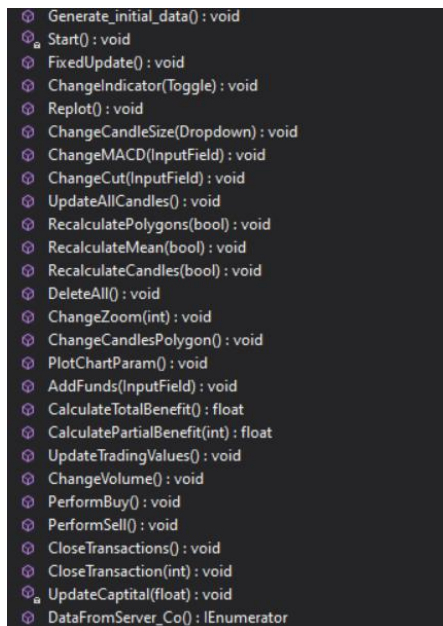 Generate_initial_data() : void
Start() : void
FixedUpdate() : void
ChangeIndicator(Toggle) : void
Replot() : void
ChangeCandleSize(Dropdown) : void
ChangeMACD(InputField) : void
ChangeCut(InputField) : void
UpdateAllCandles() : void
RecalculatePolygons(bool) : void
RecalculateMean(bool) : void
RecalculateCandles(bool) : void
DeleteAll() : void
ChangeZoom(int) : void
ChangeCandlesPolygon() : void
PlotChartParam() : void
AddFunds(InputField) : void
CalculateTotalBenefit() : float
CalculatePartialBenefit(int) : float
UpdateTradingValues() : void
ChangeVolume() : void
PerformBuy() : void
PerformSell() : void
CloseTransactions() : void
CloseTransaction(int) : void
UpdateCaptital(float) : void
DataFromServer_Co() : IEnumerator